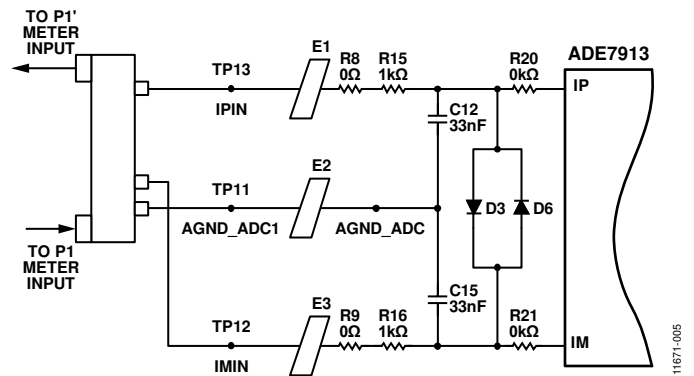 TO P1'
METER
INPUT
E1
TP13
R8
0Ω
R15
1kΩ
R20
0kΩ
ADE7913
IPIN
IP
C12
33nF
E2
TP11
AGND_ADC1
AGND_ADC
D3
D6
TO P1
METER
INPUT
C15
33nF
E3
TP12
R9
0Ω
R16
1kΩ
R21
0kΩ
IMIN
IM
11671-005